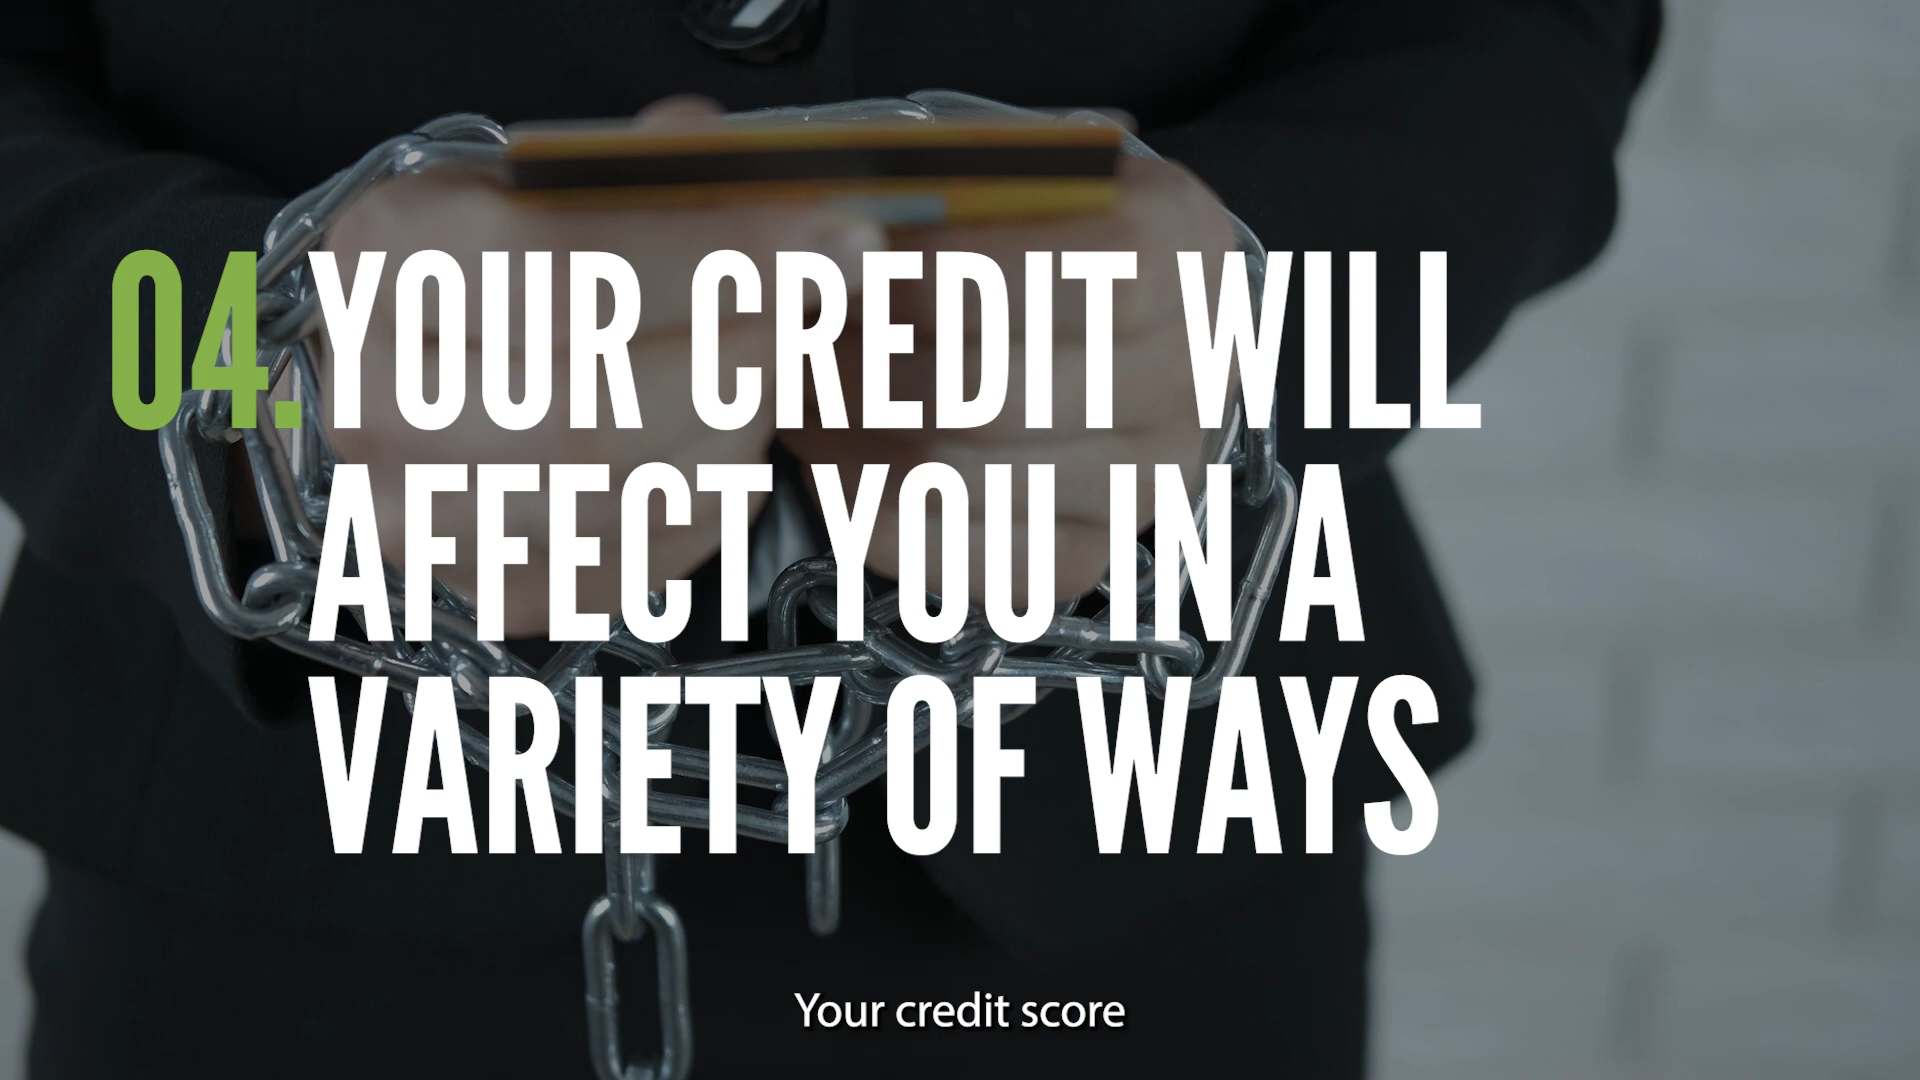 04. YOUR CREDIT WILL
AFFECT YOU IN A
VARIETY OF WAYS
Your credit score